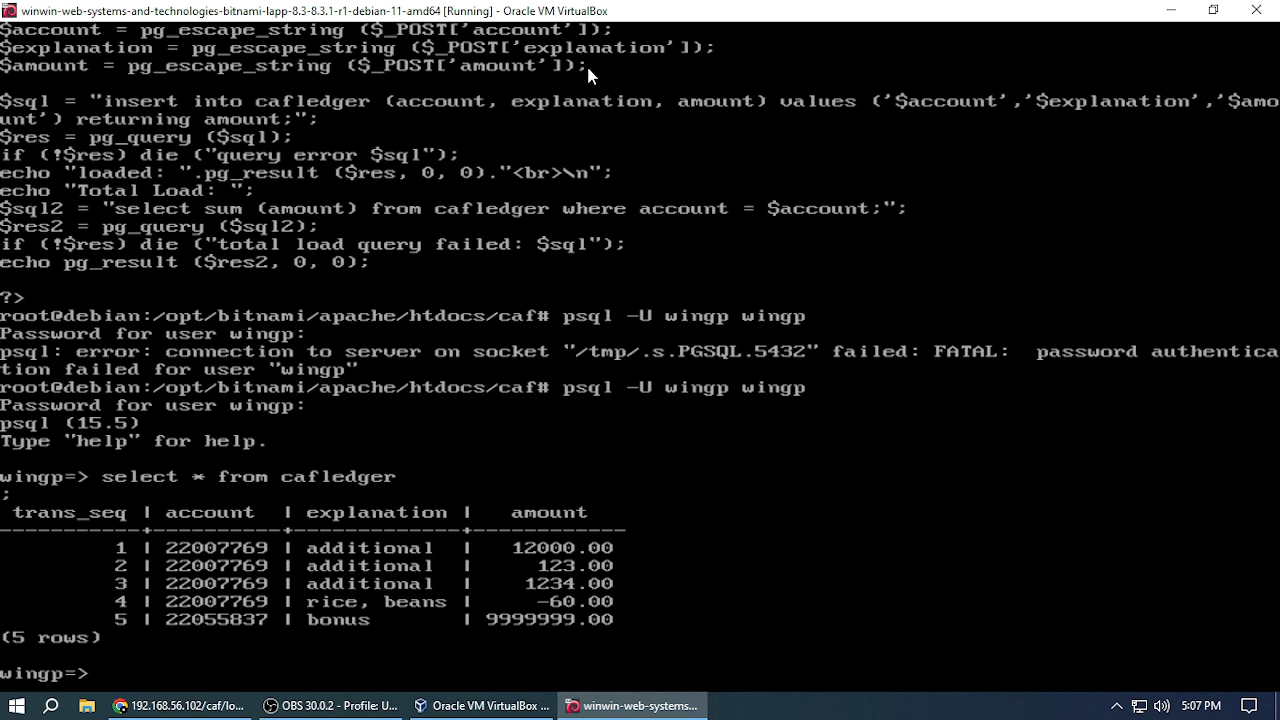 winwin-web-systems-and-technologies-bitnami-lapp-8.3-8.3.1-r1-debian-11-amd64 [Running] - Oracle VM VirtualBox
$account = pg_escape_string ($_POST['account']);
$explanation = pg_escape_string ($_POST['explanation']);
$amount = pg_escape_string ($_POST['amount']);
$sql = "insert into cafledger (account, explanation, amount) values ('$account','$explanation','$amo
unt') returning amount;";
$res = pg_query ($sql);
if (!$res) die ("query error $sql");
echo "loaded: ".pg_result ($res, 0, 0)."<br>\n";
echo "Total Load: ";
$sql2 = "select sum (amount) from cafledger where account = $account;";
$res2 = pg_query ($sql2);
if (!$res) die ("total load query failed: $sql");
echo pg_result ($res2, 0, 0);
?>
root@debian:/opt/bitnami/apache/htdocs/caf# psql -U wingp wingp
Password for user wingp:
psql: error: connection to server on socket "/tmp/.s.PGSQL.5432" failed: FATAL:  password authentica
tion failed for user "wingp"
root@debian:/opt/bitnami/apache/htdocs/caf# psql -U wingp wingp
Password for user wingp:
psql (15.5)
Type "help" for help.
wingp=> select * from cafledger
;
trans_seq | account | explanation | amount
-----------+----------+-------------+------------
1 | 22007769 | additional | 12000.00
2 | 22007769 | additional | 123.00
3 | 22007769 | additional | 1234.00
4 | 22007769 | rice, beans | -60.00
5 | 22055837 | bonus | 9999999.00
(5 rows)
wingp=>
192.168.56.102/caf/lo... OBS 30.0.2 - Profile: U... Oracle VM VirtualBox ... winwin-web-systems... 5:07 PM